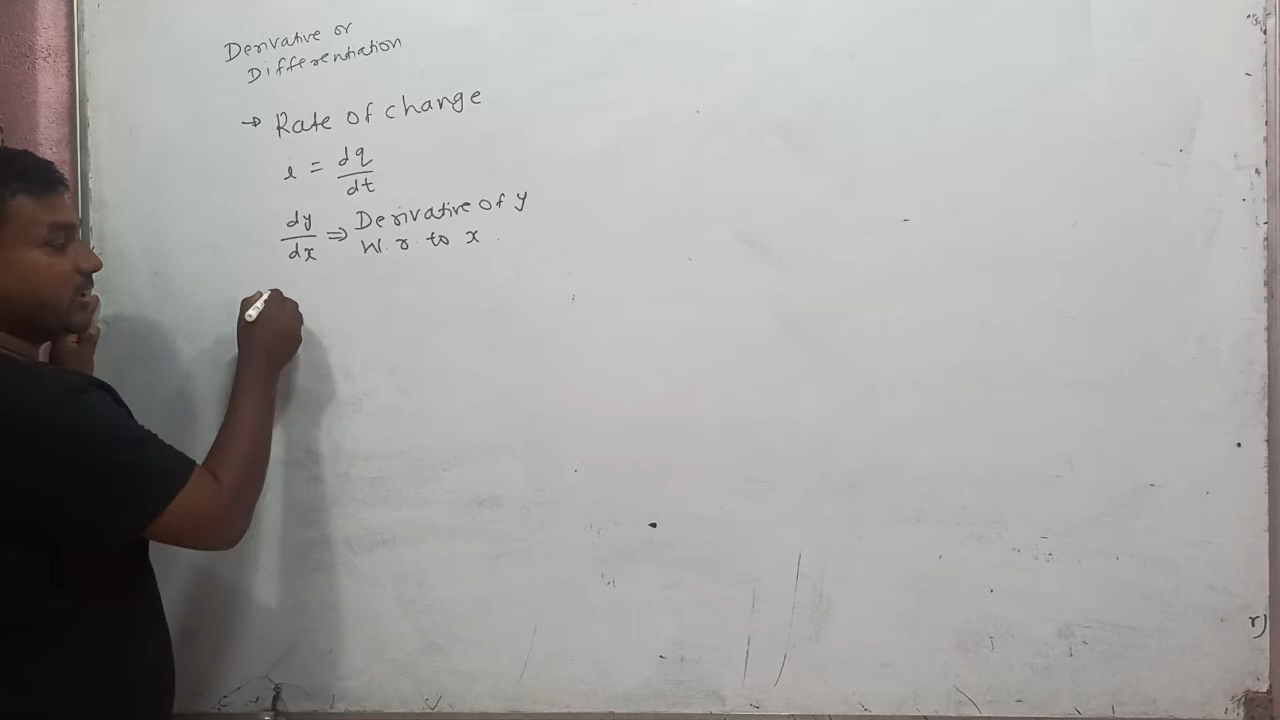 Derivative or
Differentiation
→ Rate of change
i = dq/dt
dy/dx ⇒ Derivative of y
W. r. to x